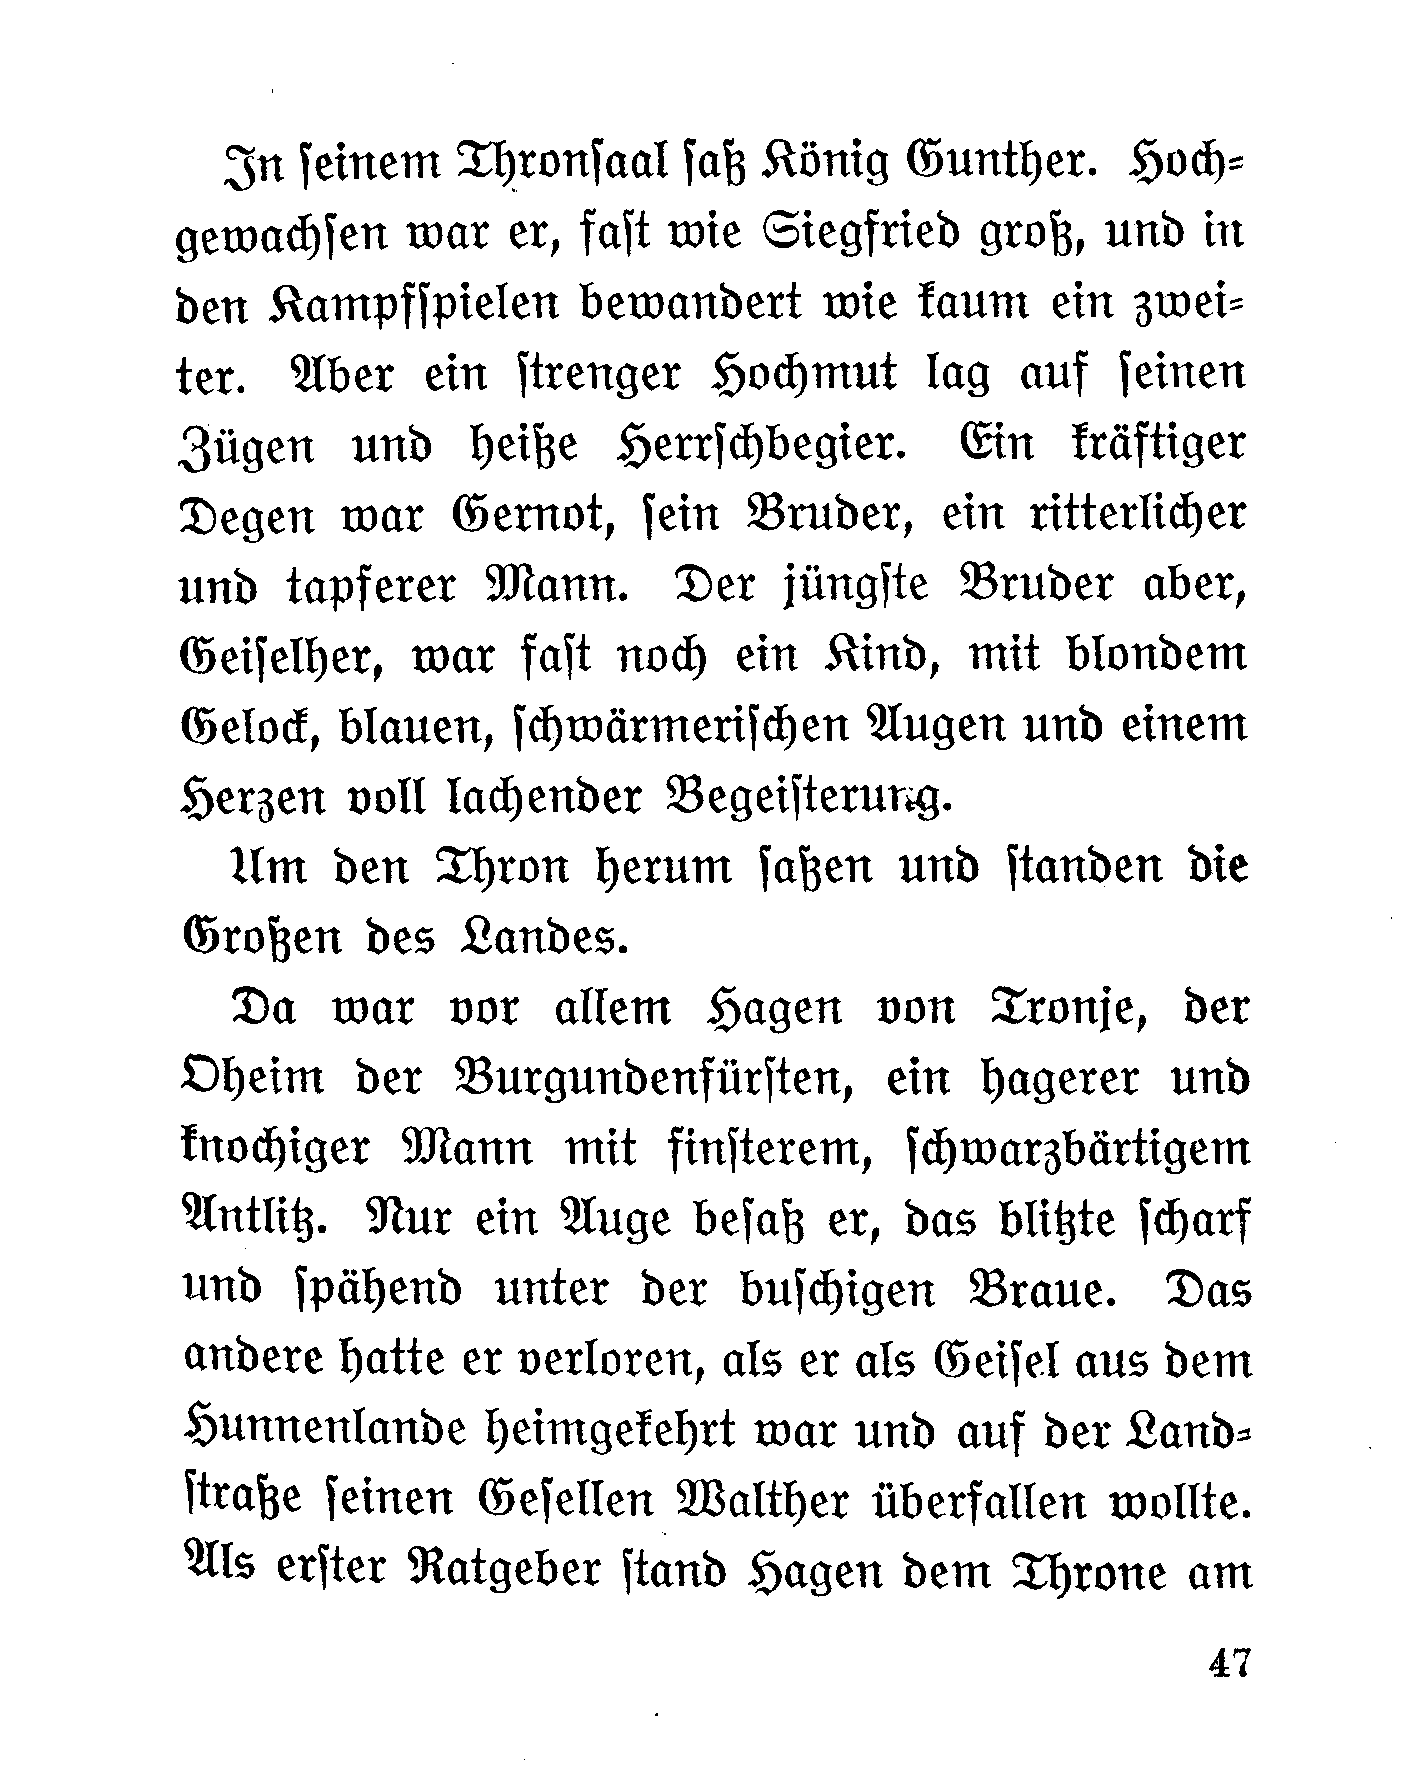 In ſeinem Thronſaal ſaß König Gunther. Hoch⸗
gewachſen war er, faſt wie Siegfried groß, und in
den Kampfſpielen bewandert wie kaum ein zwei⸗
ter. Aber ein ſtrenger Hochmut lag auf ſeinen
Zügen und heiße Herrſchbegier. Ein kräftiger
Degen war Gernot, ſein Bruder, ein ritterlicher
und tapferer Mann. Der jüngſte Bruder aber,
Geiſelher, war faſt noch ein Kind, mit blondem
Gelock, blauen, ſchwärmeriſchen Augen und einem
Herzen voll lachender Begeiſterung.
Um den Thron herum ſaßen und ſtanden die
Großen des Landes.
Da war vor allem Hagen von Tronje, der
Oheim der Burgundenfürſten, ein hagerer und
knochiger Mann mit finſterem, ſchwarzbärtigem
Antlitz. Nur ein Auge beſaß er, das blitzte ſcharf
und ſpähend unter der buſchigen Braue. Das
andere hatte er verloren, als er als Geiſel aus dem
Hunnenlande heimgekehrt war und auf der Land⸗
ſtraße ſeinen Geſellen Walther überfallen wollte.
Als erſter Ratgeber ſtand Hagen dem Throne am
47